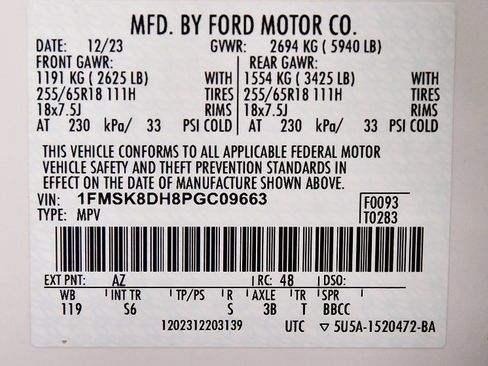 MFD. BY FORD MOTOR CO.
DATE: 12/23 GVWR: 2694 KG ( 5940 LB)
FRONT GAWR: REAR GAWR:
1191 KG ( 2625 LB) WITH 1554 KG ( 3425 LB) WITH
255/65R18 111H TIRES 255/65R18 111H TIRES
18x7.5J RIMS 18x7.5J RIMS
AT 230 kPa/ 33 PSI COLD AT 230 kPa/ 33 PSI COLD
THIS VEHICLE CONFORMS TO ALL APPLICABLE FEDERAL MOTOR
VEHICLE SAFETY AND THEFT PREVENTION STANDARDS IN
EFFECT ON THE DATE OF MANUFACTURE SHOWN ABOVE.
VIN: 1FMSK8DH8PGC09663 F0093
TYPE: MPV T0283
EXT PNT: AZ RC: 48 DSO:
WB INT TR TP/PS R AXLE TR SPR
119 S6 S 3B T BBCC
1202312203139 UTC ▽ 5U5A-1520472-BA